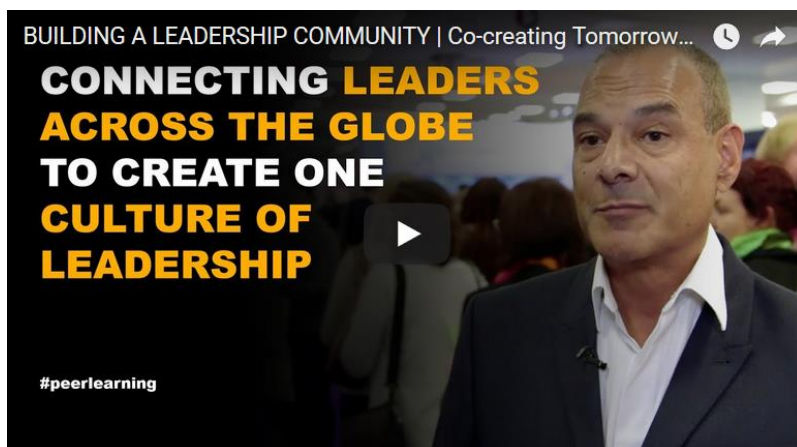 BUILDING A LEADERSHIP COMMUNITY | Co-creating Tomorrow...
CONNECTING LEADERS
ACROSS THE GLOBE
TO CREATE ONE
CULTURE OF
LEADERSHIP
#peerlearning